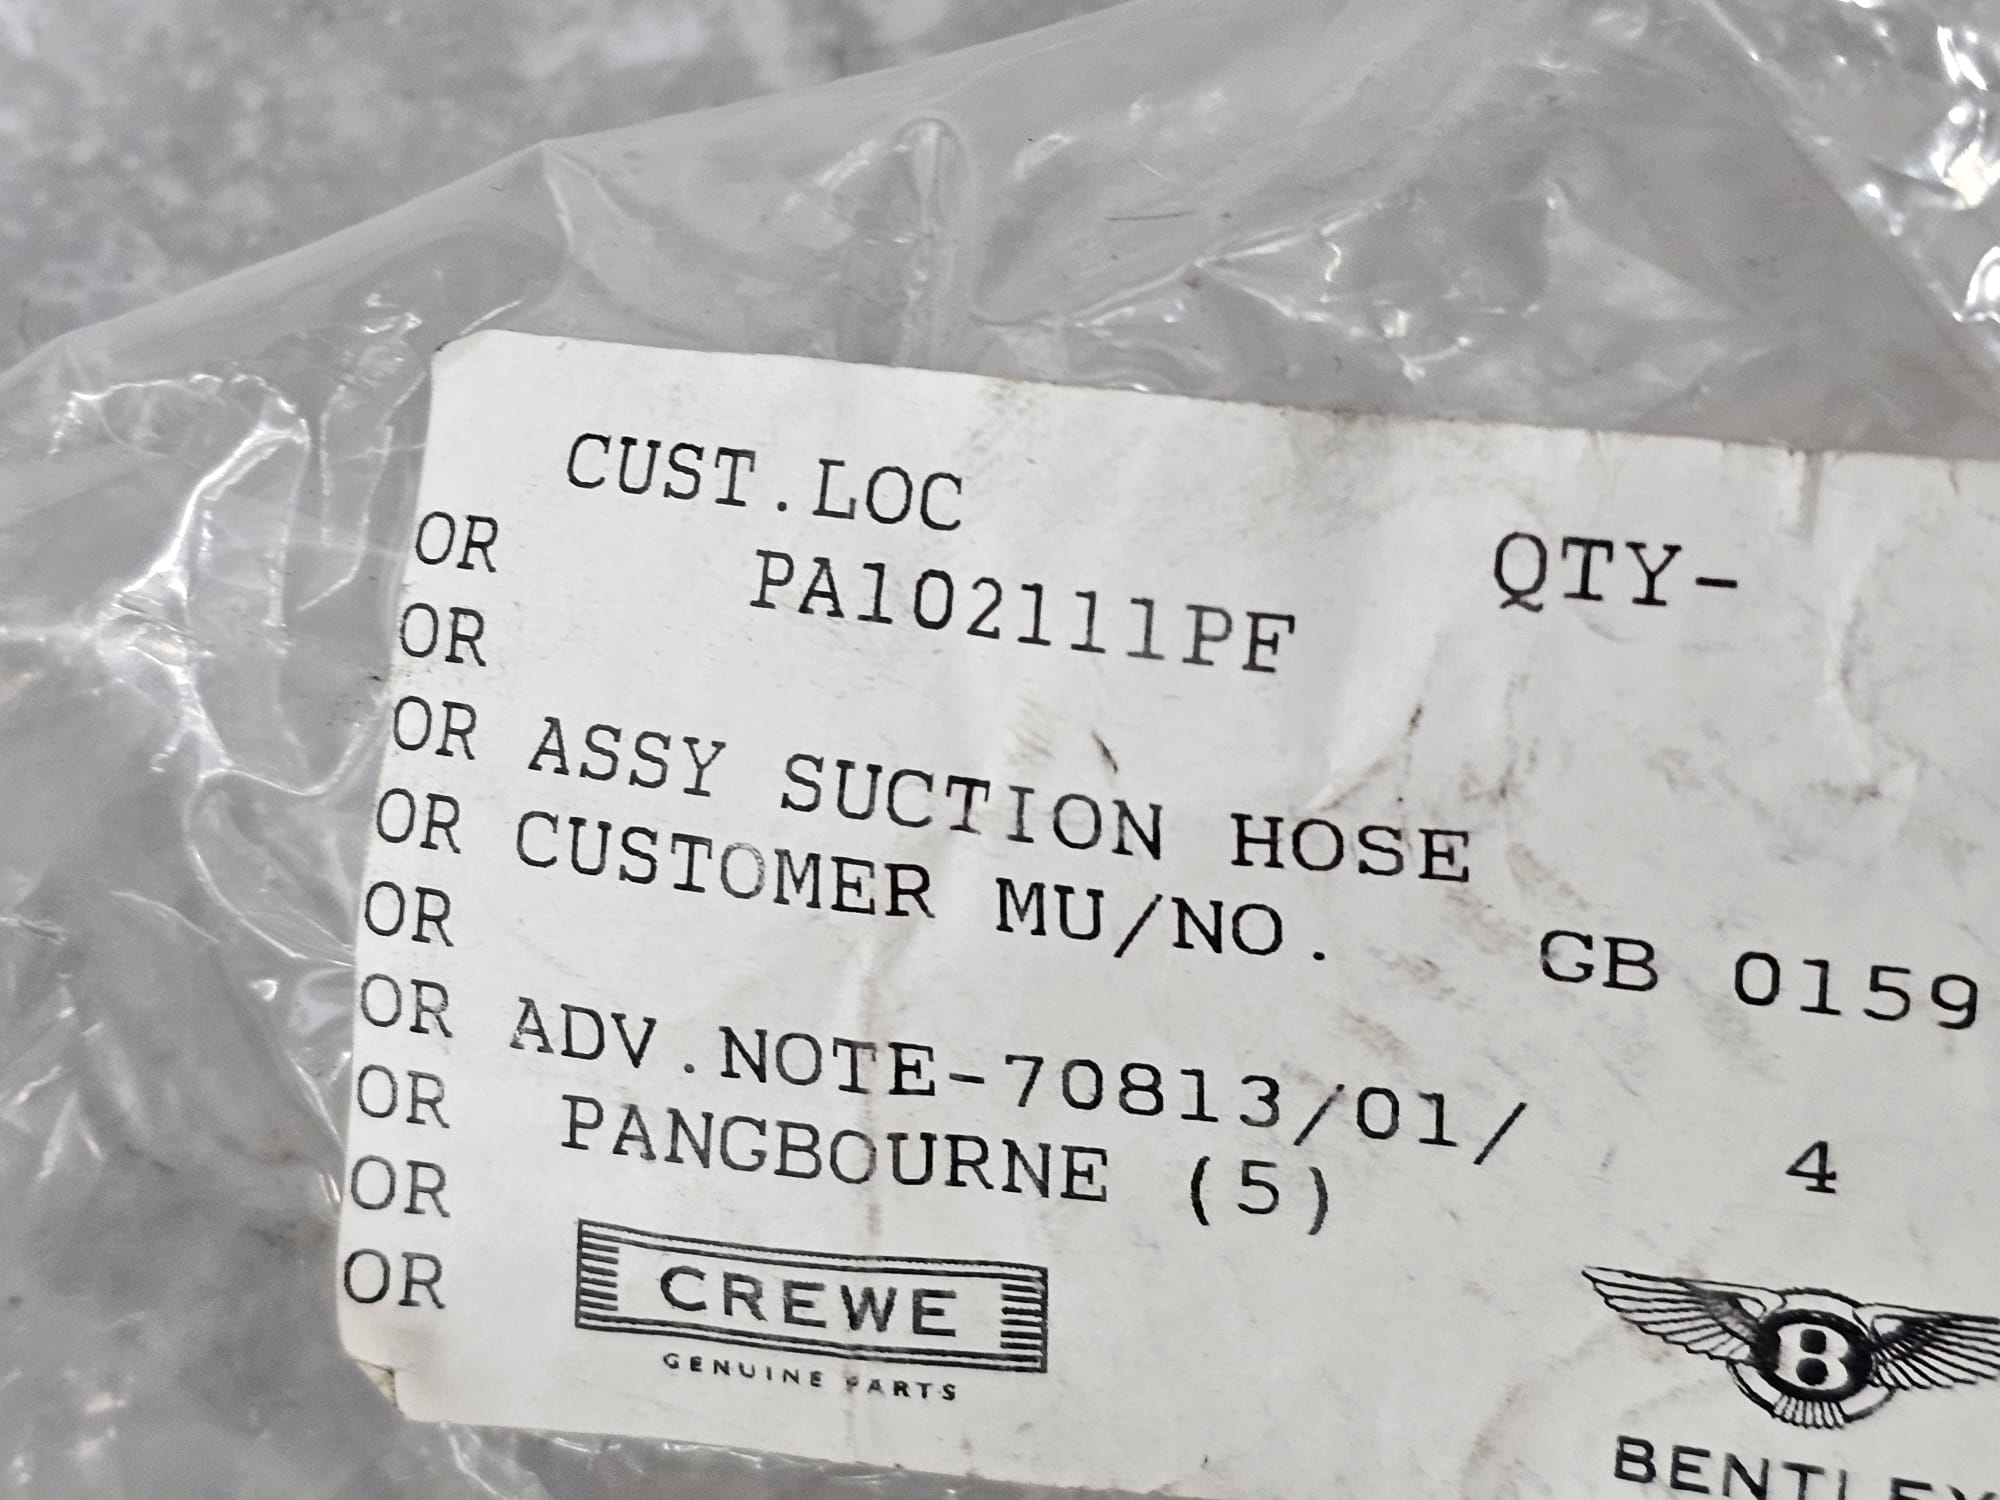 CUST.LOC
OR PA102111PF QTY-
OR
OR ASSY SUCTION HOSE
OR CUSTOMER MU/NO. GB 0159
OR
OR ADV.NOTE-70813/01/ 4
OR PANGBOURNE (5)
OR
OR CREWE
GENUINE PARTS
B
BENTLEY